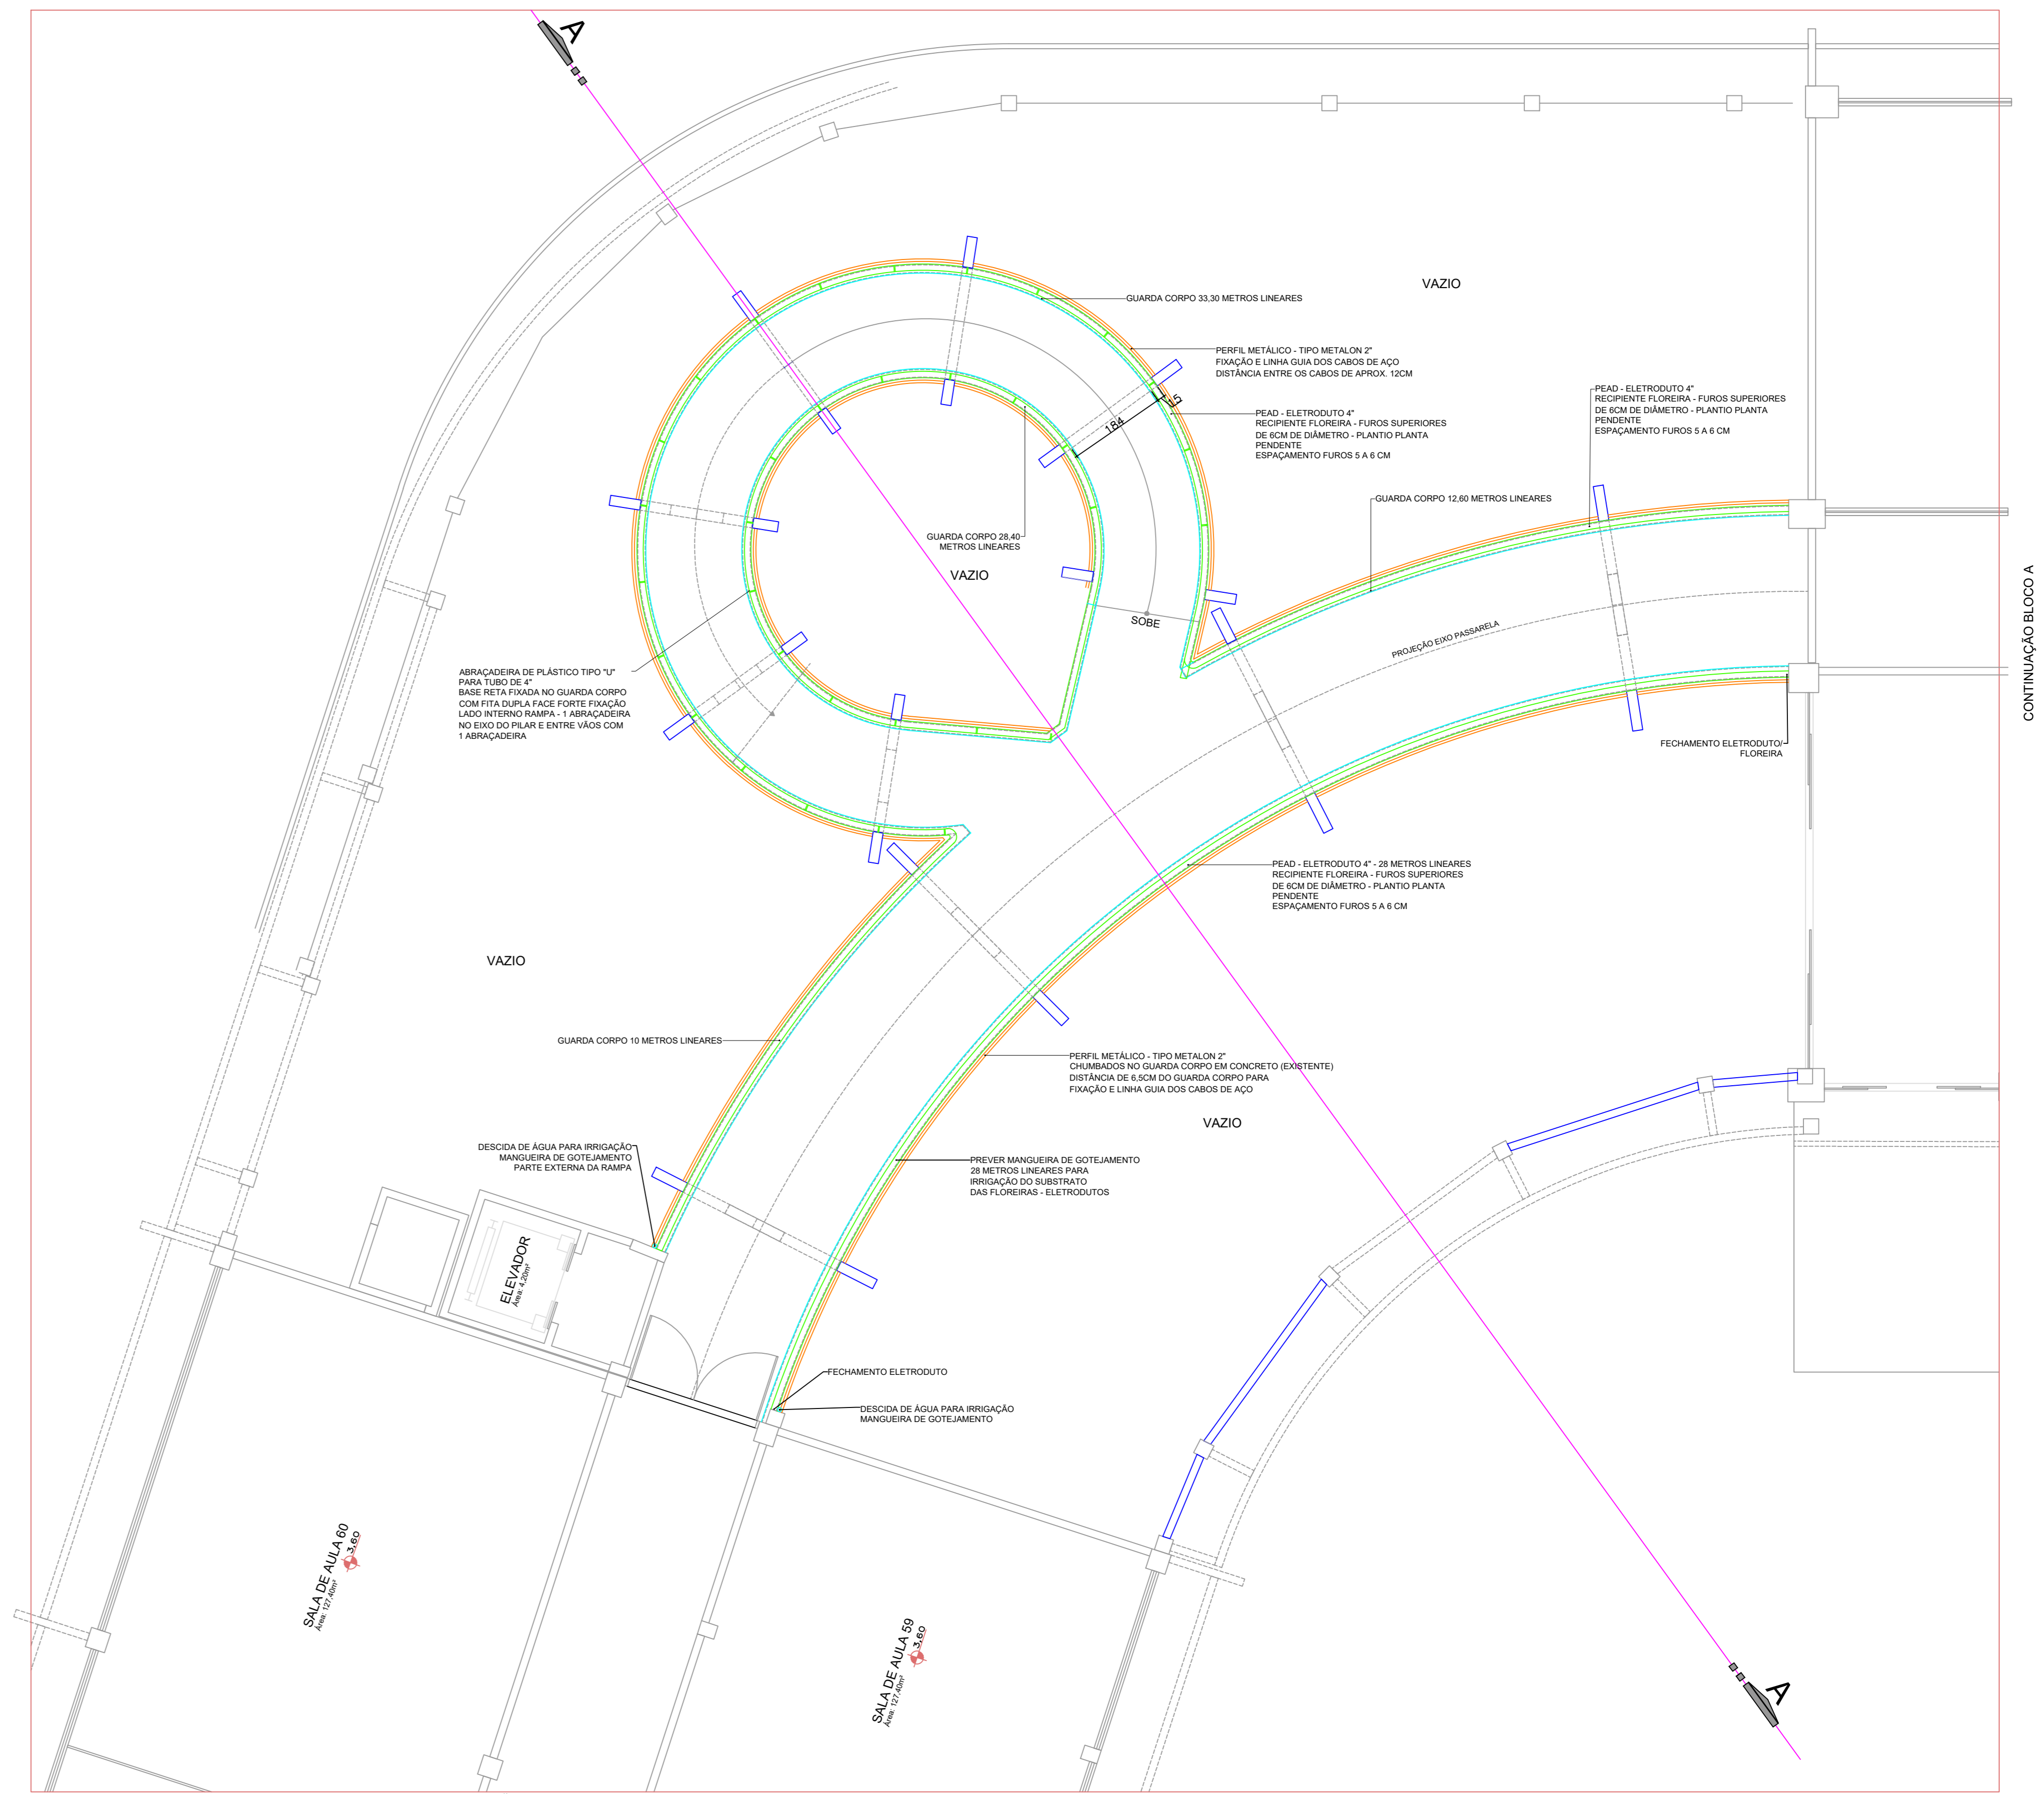 A
VAZIO
GUARDA CORPO 33,30 METROS LINEARES
PERFIL METÁLICO - TIPO METALON 2"
FIXAÇÃO E LINHA GUIA DOS CABOS DE AÇO
DISTÂNCIA ENTRE OS CABOS DE APROX. 12CM
PEAD - ELETRODUTO 4"
RECIPIENTE FLOREIRA - FUROS SUPERIORES
DE 6CM DE DIÂMETRO - PLANTIO PLANTA
PENDENTE
ESPAÇAMENTO FUROS 5 A 6 CM
PEAD - ELETRODUTO 4"
RECIPIENTE FLOREIRA - FUROS SUPERIORES
DE 6CM DE DIÂMETRO - PLANTIO PLANTA
PENDENTE
ESPAÇAMENTO FUROS 5 A 6 CM
15
184
GUARDA CORPO 12,60 METROS LINEARES
GUARDA CORPO 28,40
METROS LINEARES
VAZIO
SOBE
PROJEÇÃO EIXO PASSARELA
CONTINUAÇÃO BLOCO A
ABRAÇADEIRA DE PLÁSTICO TIPO "U"
PARA TUBO DE 4"
BASE RETA FIXADA NO GUARDA CORPO
COM FITA DUPLA FACE FORTE FIXAÇÃO
LADO INTERNO RAMPA - 1 ABRAÇADEIRA
NO EIXO DO PILAR E ENTRE VÃOS COM
1 ABRAÇADEIRA
FECHAMENTO ELETRODUTO/
FLOREIRA
PEAD - ELETRODUTO 4" - 28 METROS LINEARES
RECIPIENTE FLOREIRA - FUROS SUPERIORES
DE 6CM DE DIÂMETRO - PLANTIO PLANTA
PENDENTE
ESPAÇAMENTO FUROS 5 A 6 CM
VAZIO
GUARDA CORPO 10 METROS LINEARES
PERFIL METÁLICO - TIPO METALON 2"
CHUMBADOS NO GUARDA CORPO EM CONCRETO (EXISTENTE)
DISTÂNCIA DE 6,5CM DO GUARDA CORPO PARA
FIXAÇÃO E LINHA GUIA DOS CABOS DE AÇO
VAZIO
DESCIDA DE ÁGUA PARA IRRIGAÇÃO
MANGUEIRA DE GOTEJAMENTO
PARTE EXTERNA DA RAMPA
PREVER MANGUEIRA DE GOTEJAMENTO
28 METROS LINEARES PARA
IRRIGAÇÃO DO SUBSTRATO
DAS FLOREIRAS - ELETRODUTOS
ELEVADOR
Área: 4,20m²
FECHAMENTO ELETRODUTO
DESCIDA DE ÁGUA PARA IRRIGAÇÃO
MANGUEIRA DE GOTEJAMENTO
SALA DE AULA 60
Área: 127,40m²
3,60
SALA DE AULA 59
Área: 127,40m²
3,60
A